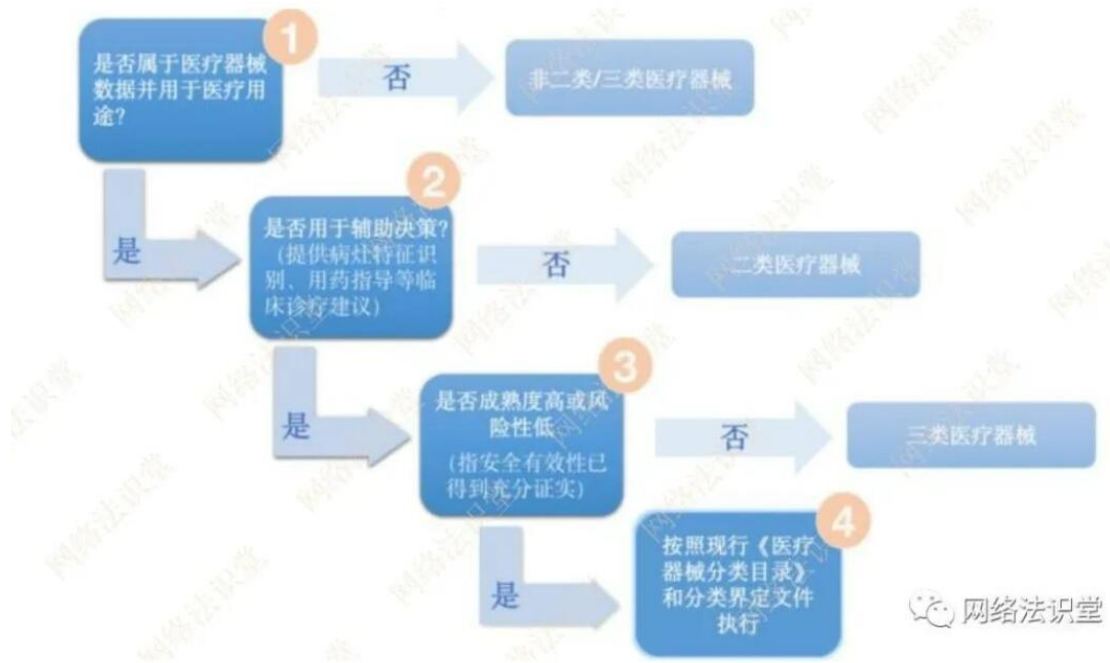 1
是否属于医疗器械
数据并用于医疗用
途?
否
非二类/三类医疗器械
是
2
是否用于辅助决策?
(提供病灶特征识
别、用药指导等临
床诊疗建议)
否
二类医疗器械
是
3
是否成熟度高或风
险性低
(指安全有效性已
得到充分证实)
否
三类医疗器械
是
4
按照现行《医疗
器械分类目录》
和分类界定文件
执行
网络法识堂